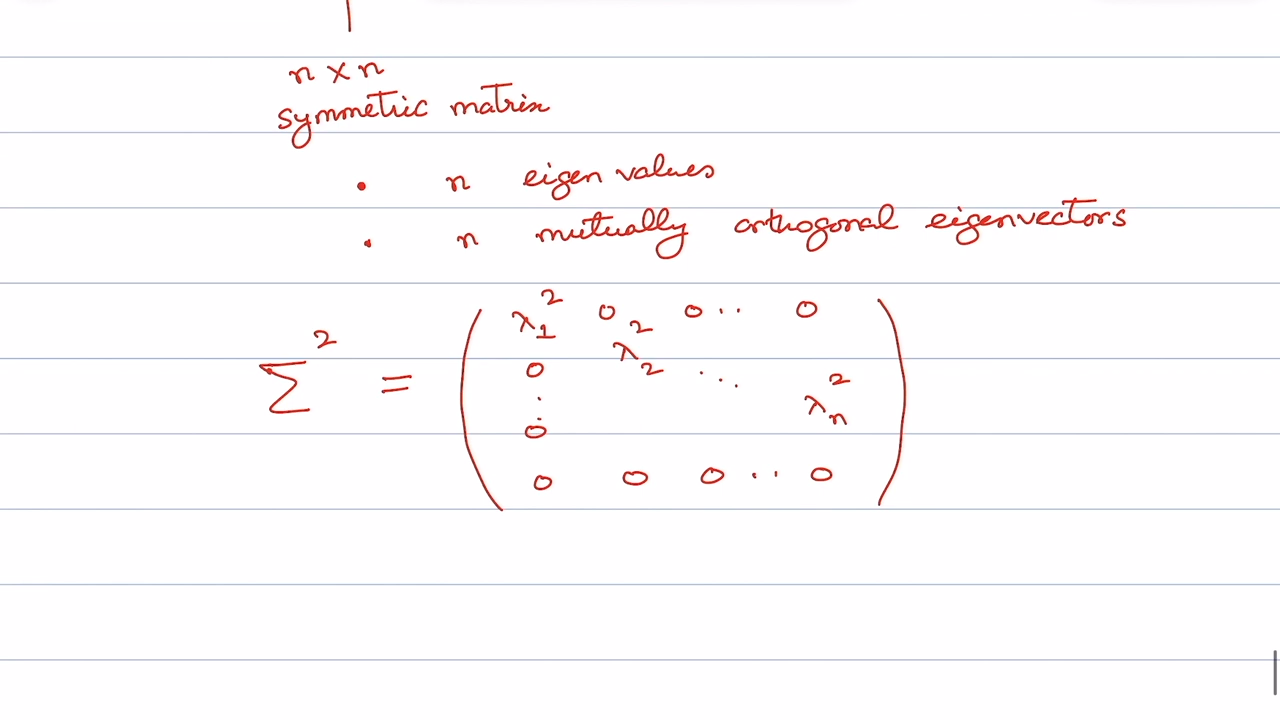 n × n
symmetric matrix
• n eigen values
• n mutually orthogonal eigenvectors
Σ² = ( λ₁² 0 0 .. 0
0 λ₂² ⋱
⋮ λₙ²
0
0 0 0 .. 0 )